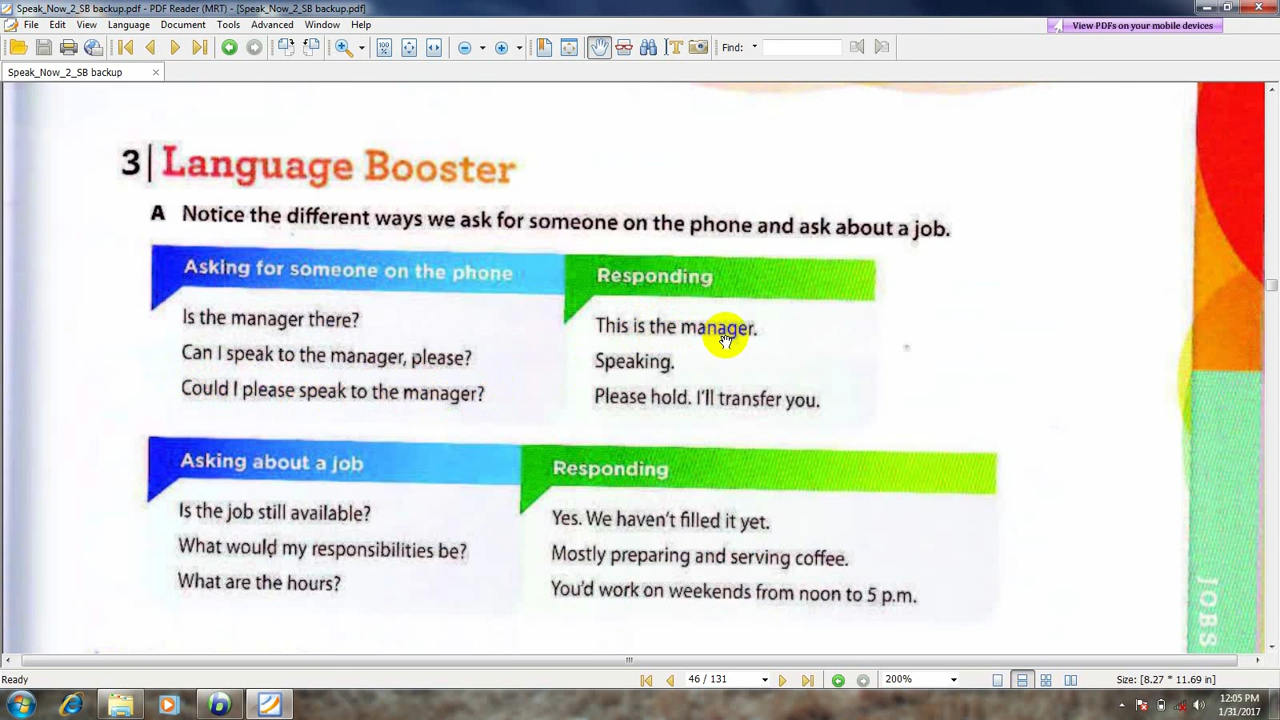 Speak_Now_2_SB backup.pdf - PDF Reader (MRT) - [Speak_Now_2_SB backup.pdf]
File Edit View Language Document Tools Advanced Window Help
View PDFs on your mobile devices
Find:
Speak_Now_2_SB backup
3 Language Booster
A Notice the different ways we ask for someone on the phone and ask about a job.
Asking for someone on the phone
Is the manager there?
Can I speak to the manager, please?
Could I please speak to the manager?
Responding
This is the manager.
Speaking.
Please hold. I'll transfer you.
Asking about a job
Is the job still available?
What would my responsibilities be?
What are the hours?
Responding
Yes. We haven't filled it yet.
Mostly preparing and serving coffee.
You'd work on weekends from noon to 5 p.m.
JOBS
Ready
46 / 131
200%
Size: [8.27 * 11.69 in]
12:05 PM
1/31/2017